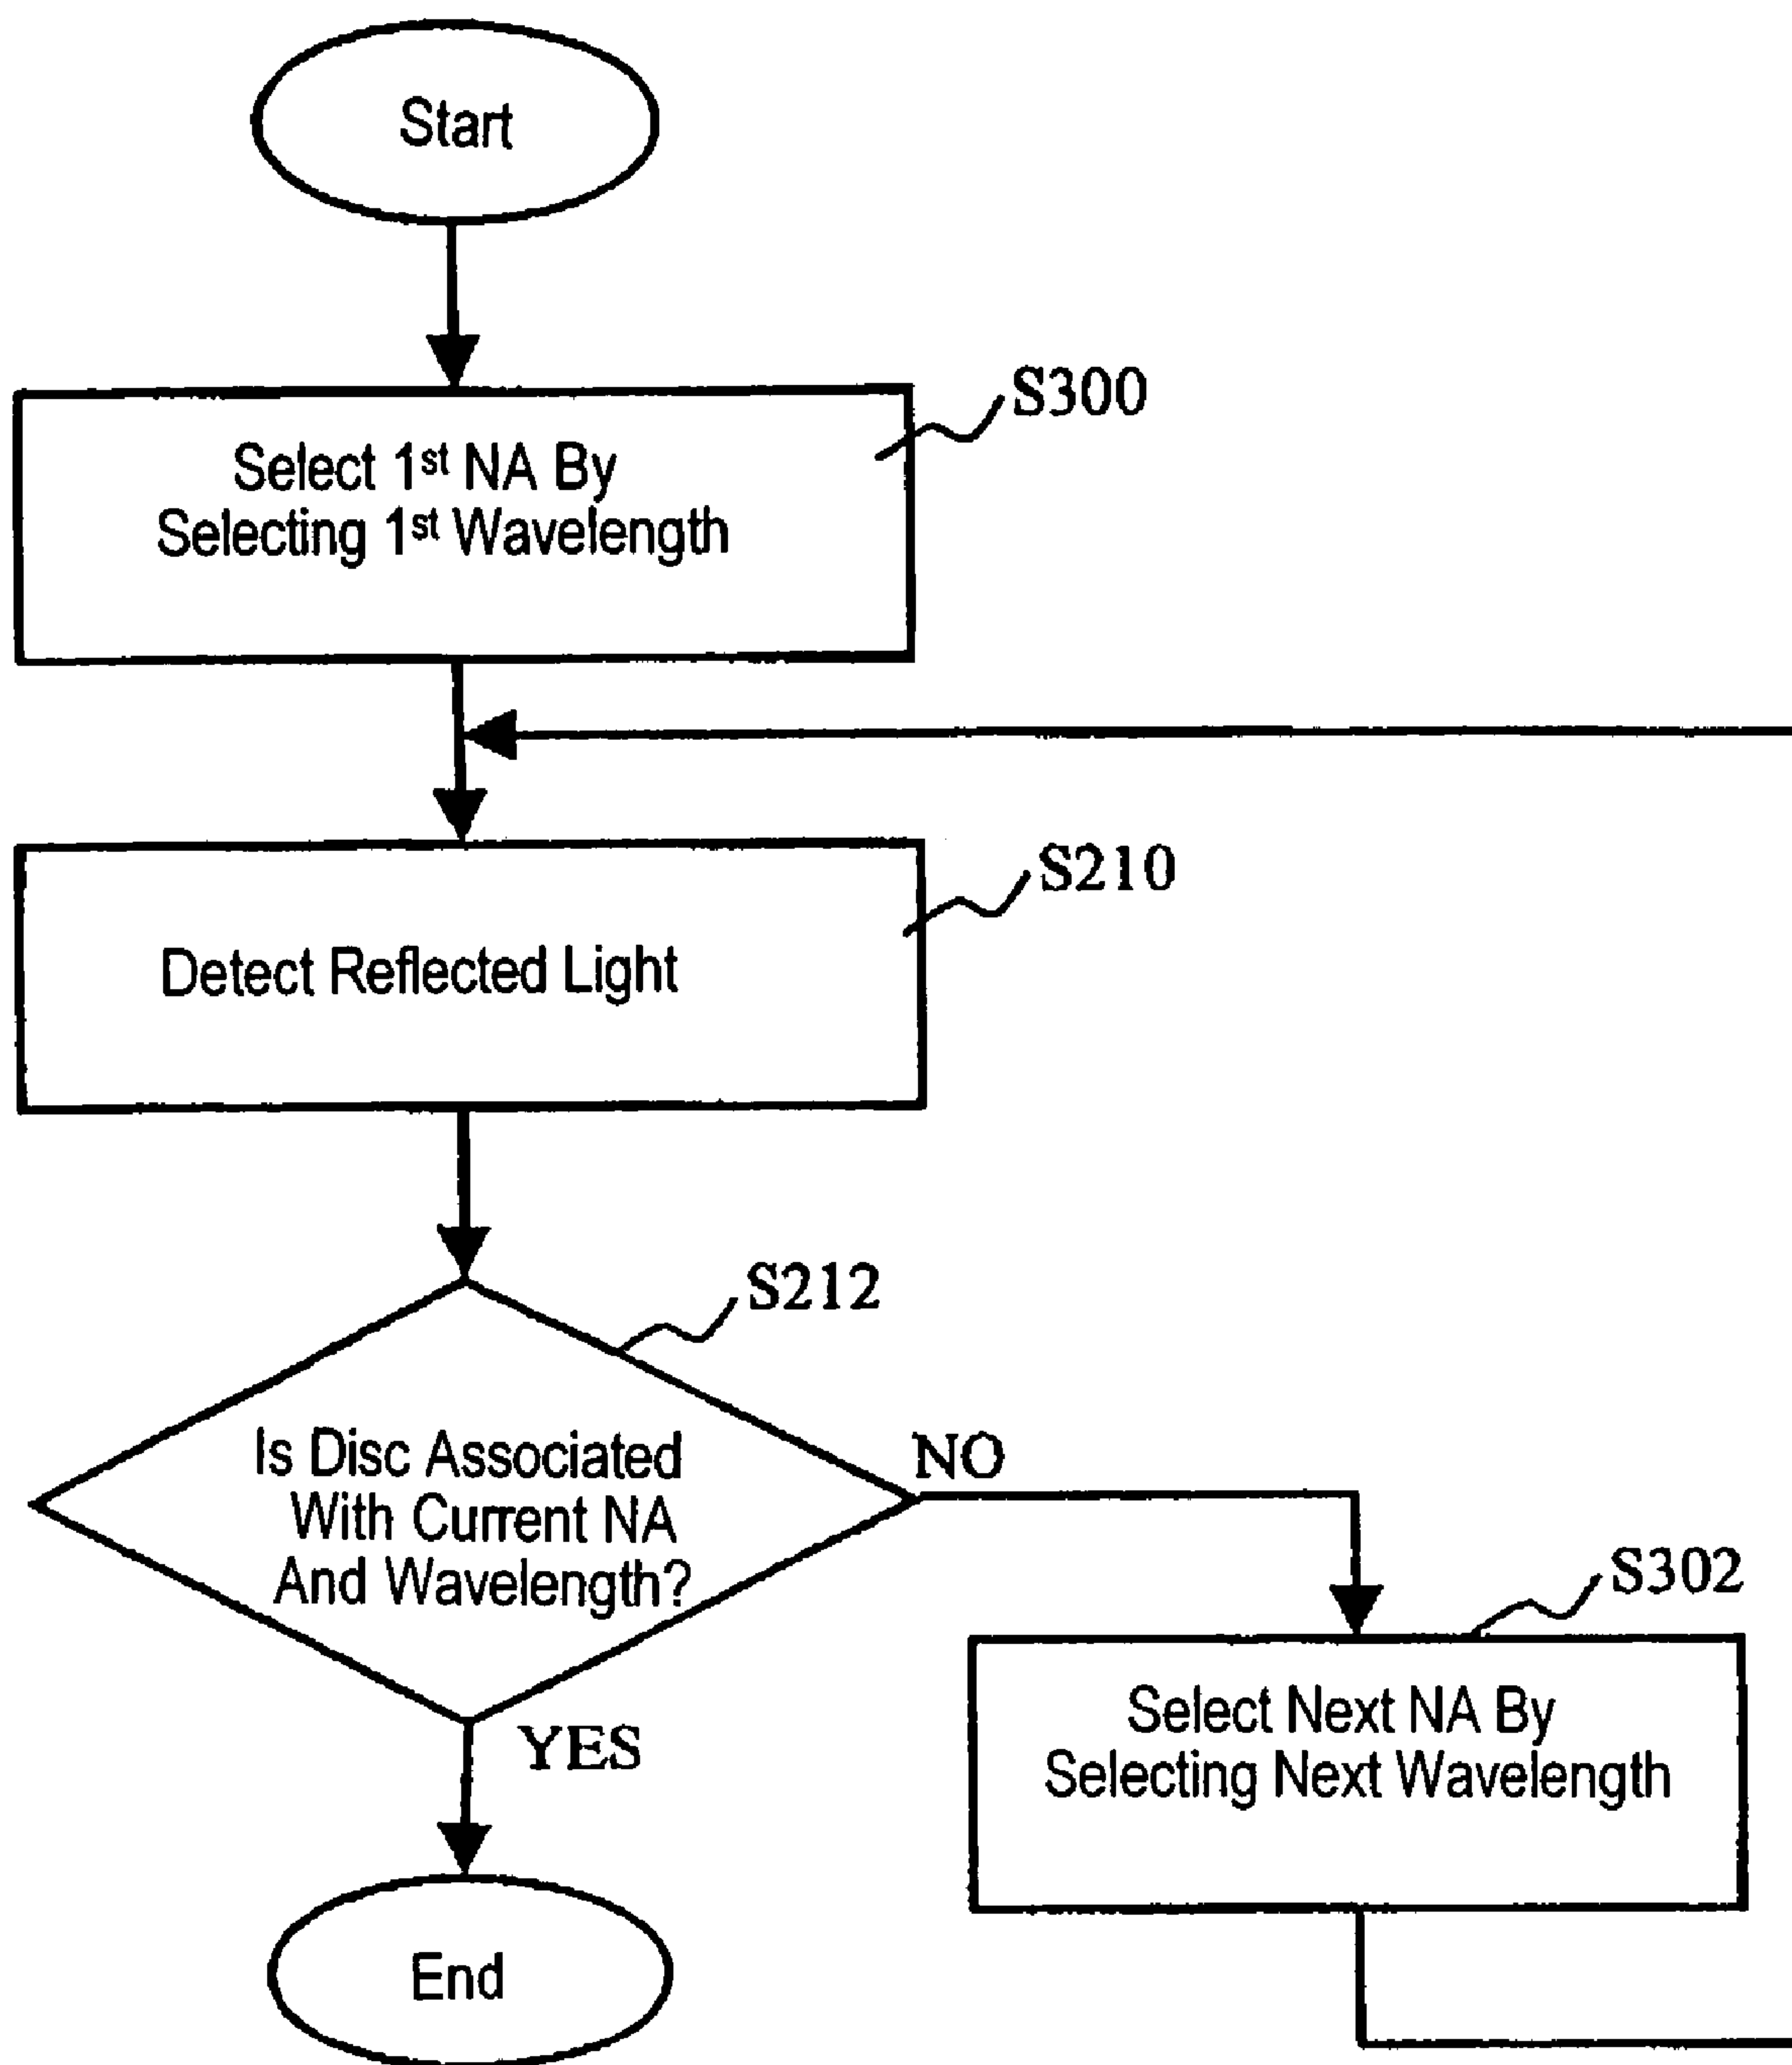 Start
S300
Select 1st NA By
Selecting 1st Wavelength
S210
Detect Reflected Light
S212
Is Disc Associated
With Current NA
And Wavelength?
NO
S302
Select Next NA By
Selecting Next Wavelength
YES
End